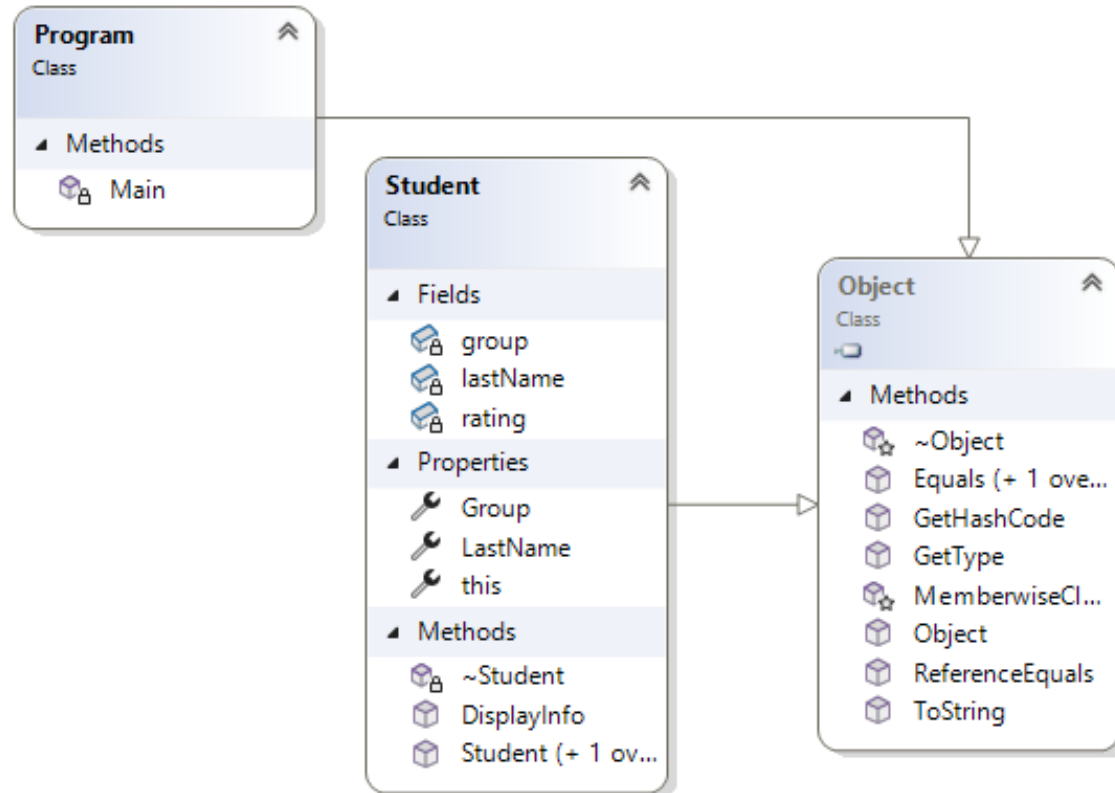 Program
Class
Methods
Main
Student
Class
Fields
group
lastName
rating
Properties
Group
LastName
this
Methods
~Student
DisplayInfo
Student (+ 1 ov...
Object
Class
Methods
~Object
Equals (+ 1 ove...
GetHashCode
GetType
MemberwiseCl...
Object
ReferenceEquals
ToString